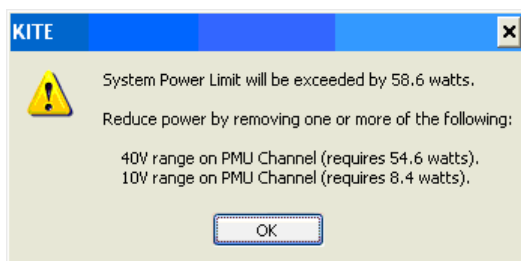 KITE
System Power Limit will be exceeded by 58.6 watts.
Reduce power by removing one or more of the following:
40V range on PMU Channel (requires 54.6 watts).
10V range on PMU Channel (requires 8.4 watts).
OK